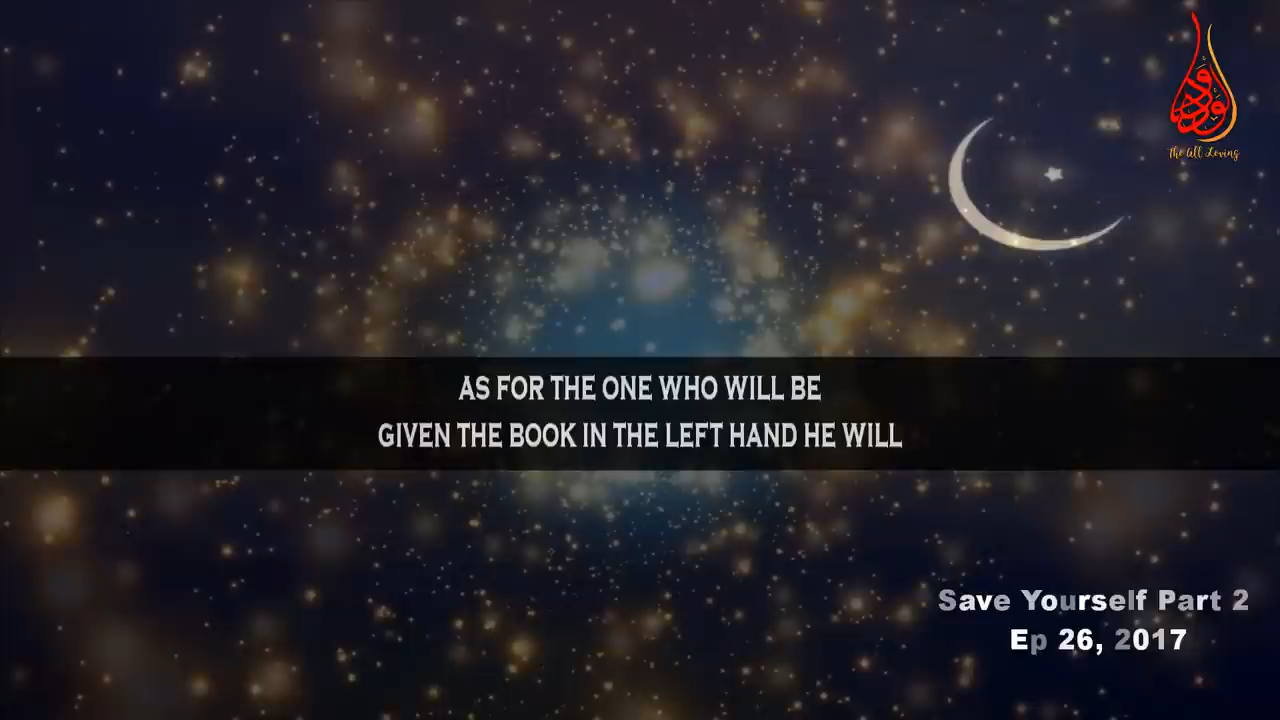 الودود
The All Loving
AS FOR THE ONE WHO WILL BE
GIVEN THE BOOK IN THE LEFT HAND HE WILL
Save Yourself Part 2
Ep 26, 2017